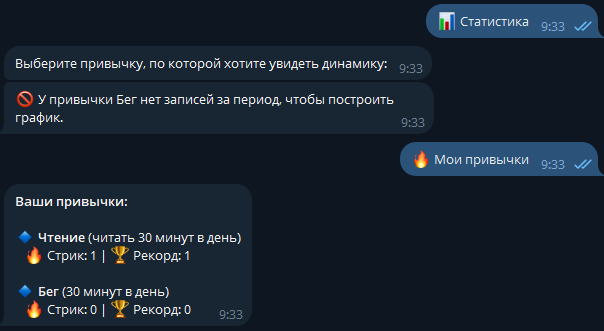 📊 Статистика 9:33
Выберите привычку, по которой хотите увидеть динамику: 9:33
🚫 У привычки Бег нет записей за период, чтобы построить
график. 9:33
🔥 Мои привычки 9:33
Ваши привычки:
🔹 Чтение (читать 30 минут в день)
🔥 Стрик: 1 | 🏆 Рекорд: 1
🔹 Бег (30 минут в день)
🔥 Стрик: 0 | 🏆 Рекорд: 0 9:33